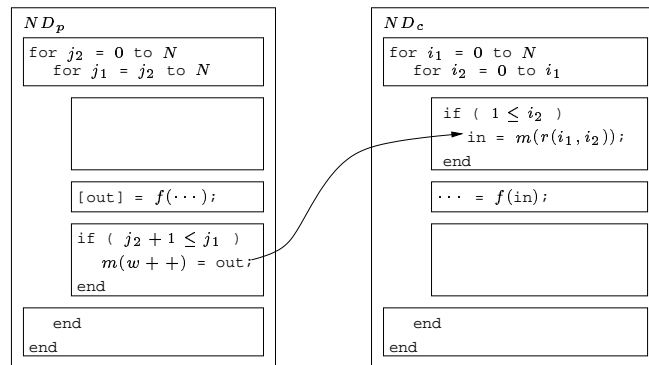 ND_p
for j_2 = 0 to N
for j_1 = j_2 to N
[out] = f(⋯);
if ( j_2 + 1 ≤ j_1 )
m(w + +) = out;
end
end
end
ND_c
for i_1 = 0 to N
for i_2 = 0 to i_1
if ( 1 ≤ i_2 )
in = m(r(i_1, i_2));
end
⋯ = f(in);
end
end